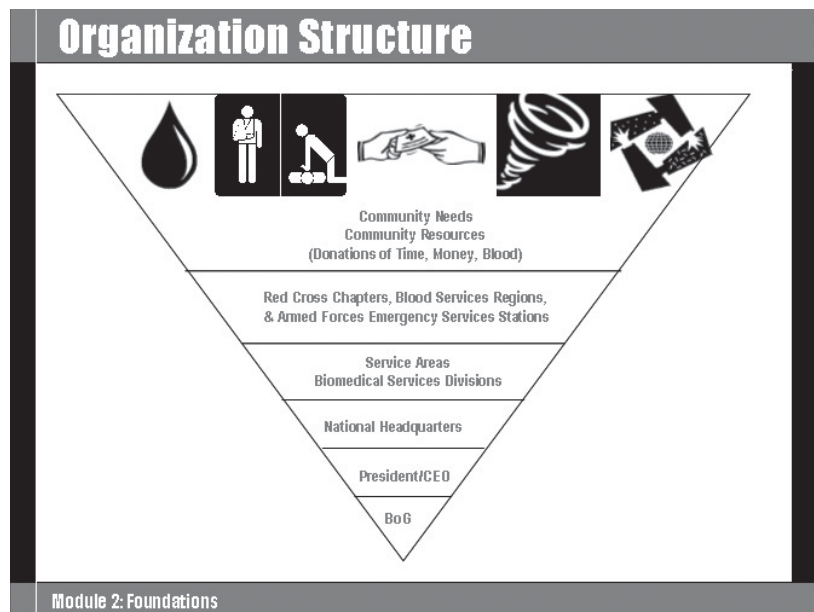 Organization Structure
Community Needs
Community Resources
(Donations of Time, Money, Blood)
Red Cross Chapters, Blood Services Regions,
& Armed Forces Emergency Services Stations
Service Areas
Biomedical Services Divisions
National Headquarters
President/CEO
BoG
Module 2: Foundations